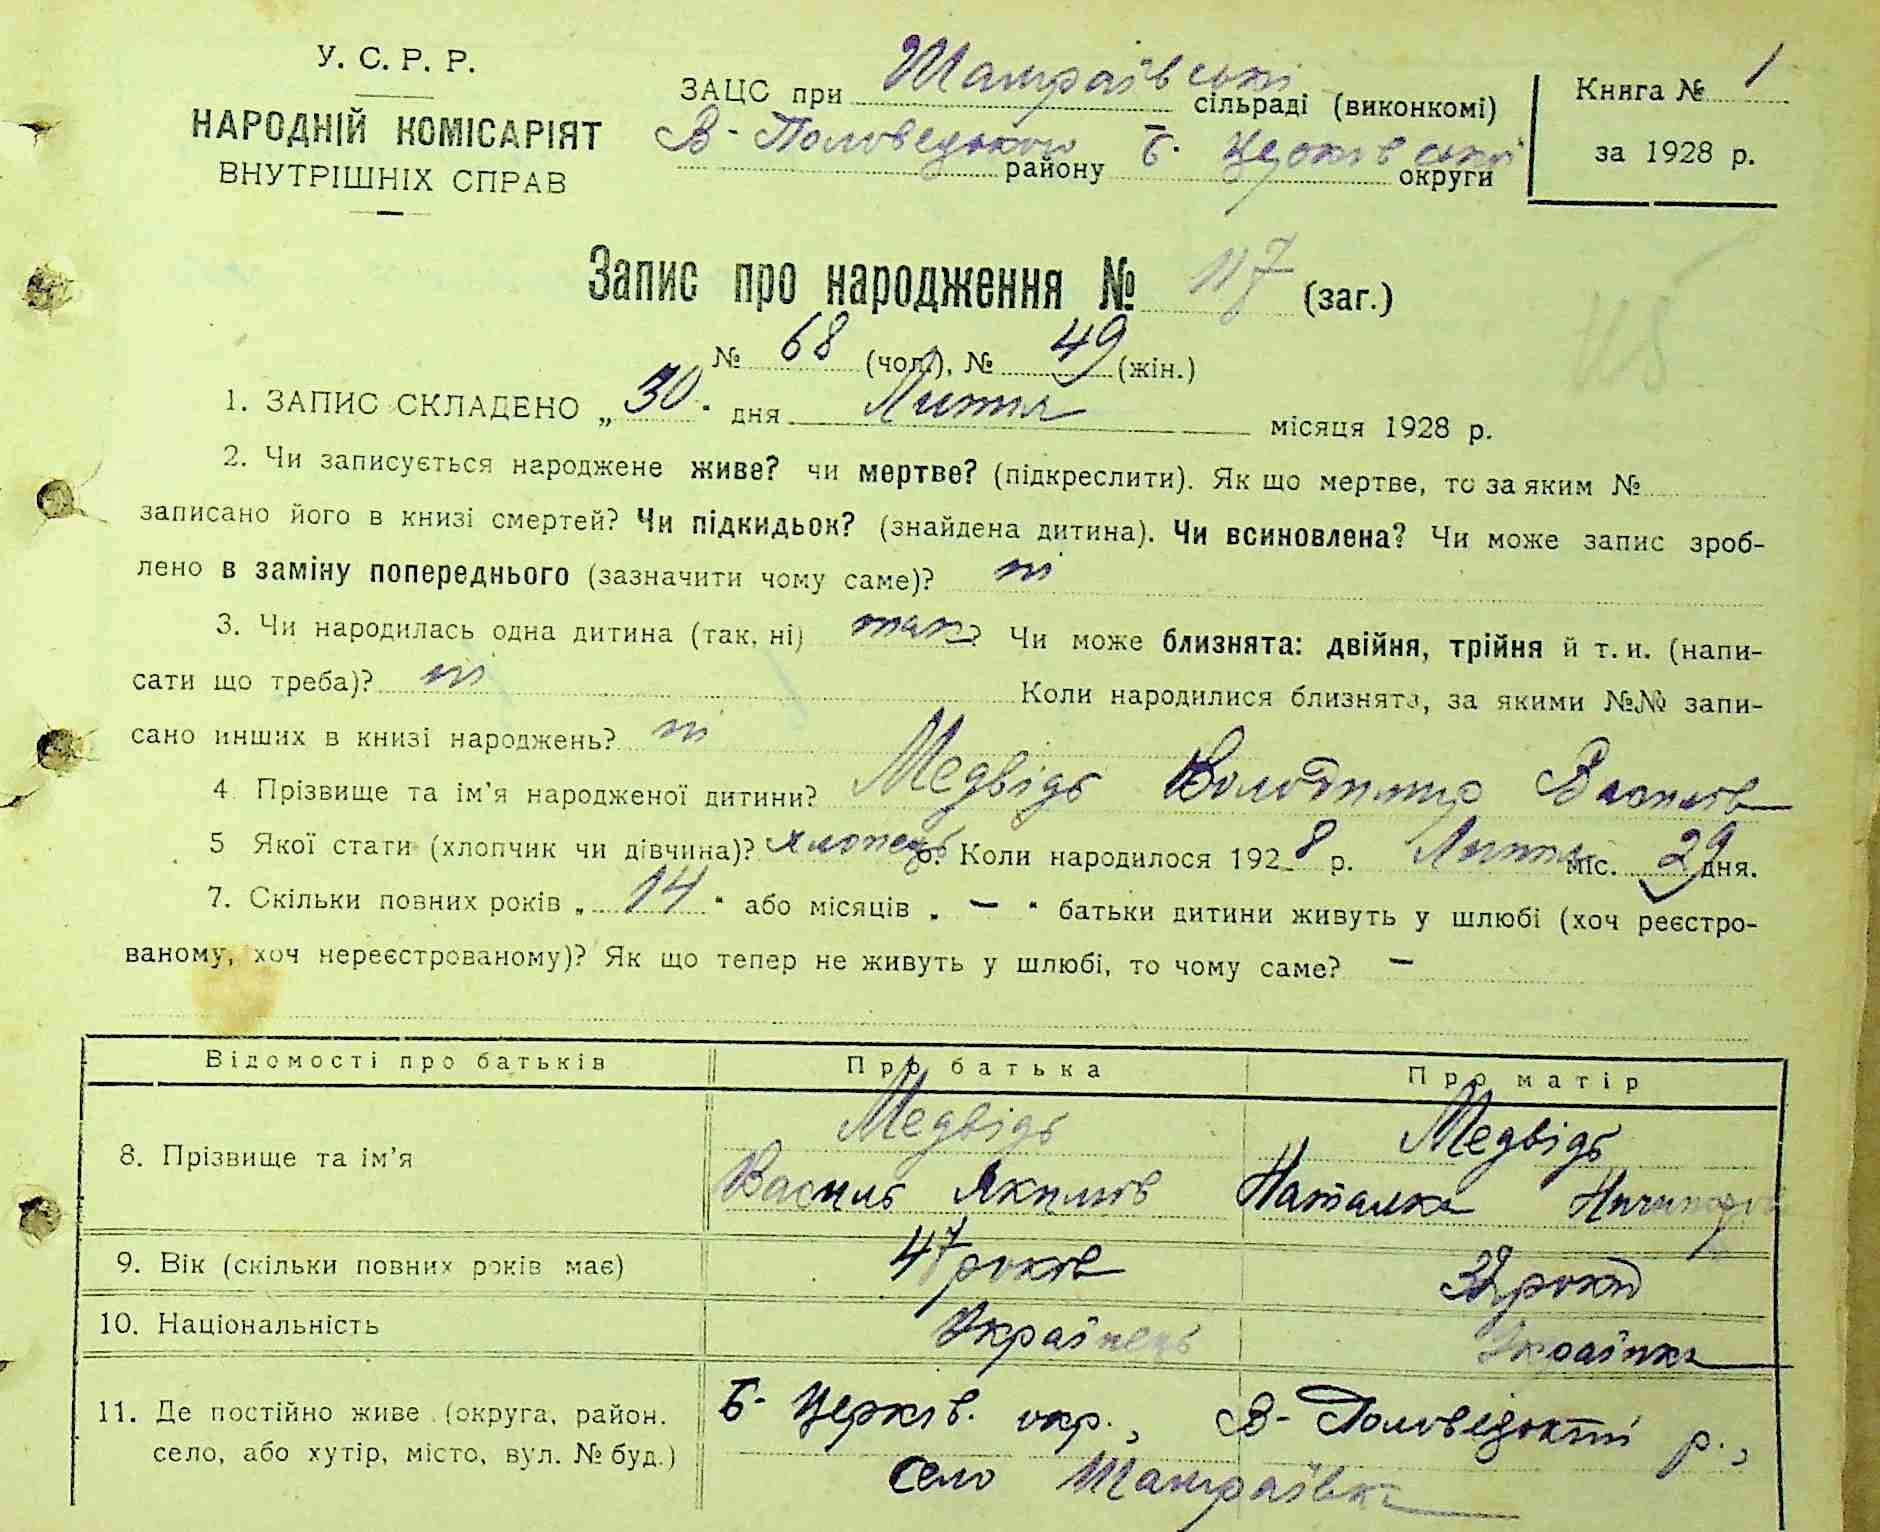 У. С. Р. Р.
НАРОДНІЙ КОМІСАРІЯТ
ВНУТРІШНІХ СПРАВ
ЗАЦС при Шамраївські сільраді (виконкомі)
В-Половецького району Б. Церківської округи
Книга № 1
за 1928 р.
Запис про народження № 117 (заг.)
118
№ 68 (чол.), № 49 (жін.)
1. ЗАПИС СКЛАДЕНО „ 30 " дня Липня місяця 1928 р.
2. Чи записується народжене живе? чи мертве? (підкреслити). Як що мертве, то за яким №
записано його в книзі смертей? Чи підкидьок? (знайдена дитина). Чи всиновлена? Чи може запис зроб-
лено в заміну попереднього (зазначити чому саме)? ні
3. Чи народилась одна дитина (так, ні) так Чи може близнята: двійня, трійня й т. и. (напи-
сати що треба)? ні Коли народилися близнята, за якими №№ запи-
сано инших в книзі народжень? ні
4. Прізвище та ім'я народженої дитини? Медвідь Володимир Васильів
5 Якої стати (хлопчик чи дівчина)? хлопець 6. Коли народилося 1928 р. Липня міс. 29 дня.
7. Скільки повних років „ 14 " або місяців „ — " батьки дитини живуть у шлюбі (хоч реєстро-
ваному, хоч нереєстрованому)? Як що тепер не живуть у шлюбі, то чому саме? —
Відомості про батьків Про батька Про матір
8. Прізвище та ім'я
Медвідь Медвідь
Василь Якимів Наталка
9. Вік (скільки повних років має) 47 років
10. Національність Українець Українка
11. Де постійно живе (округа, район,
село, або хутір, місто, вул. № буд.)
Б-Церків. окр., В-Половецький р.,
село Шамраївка